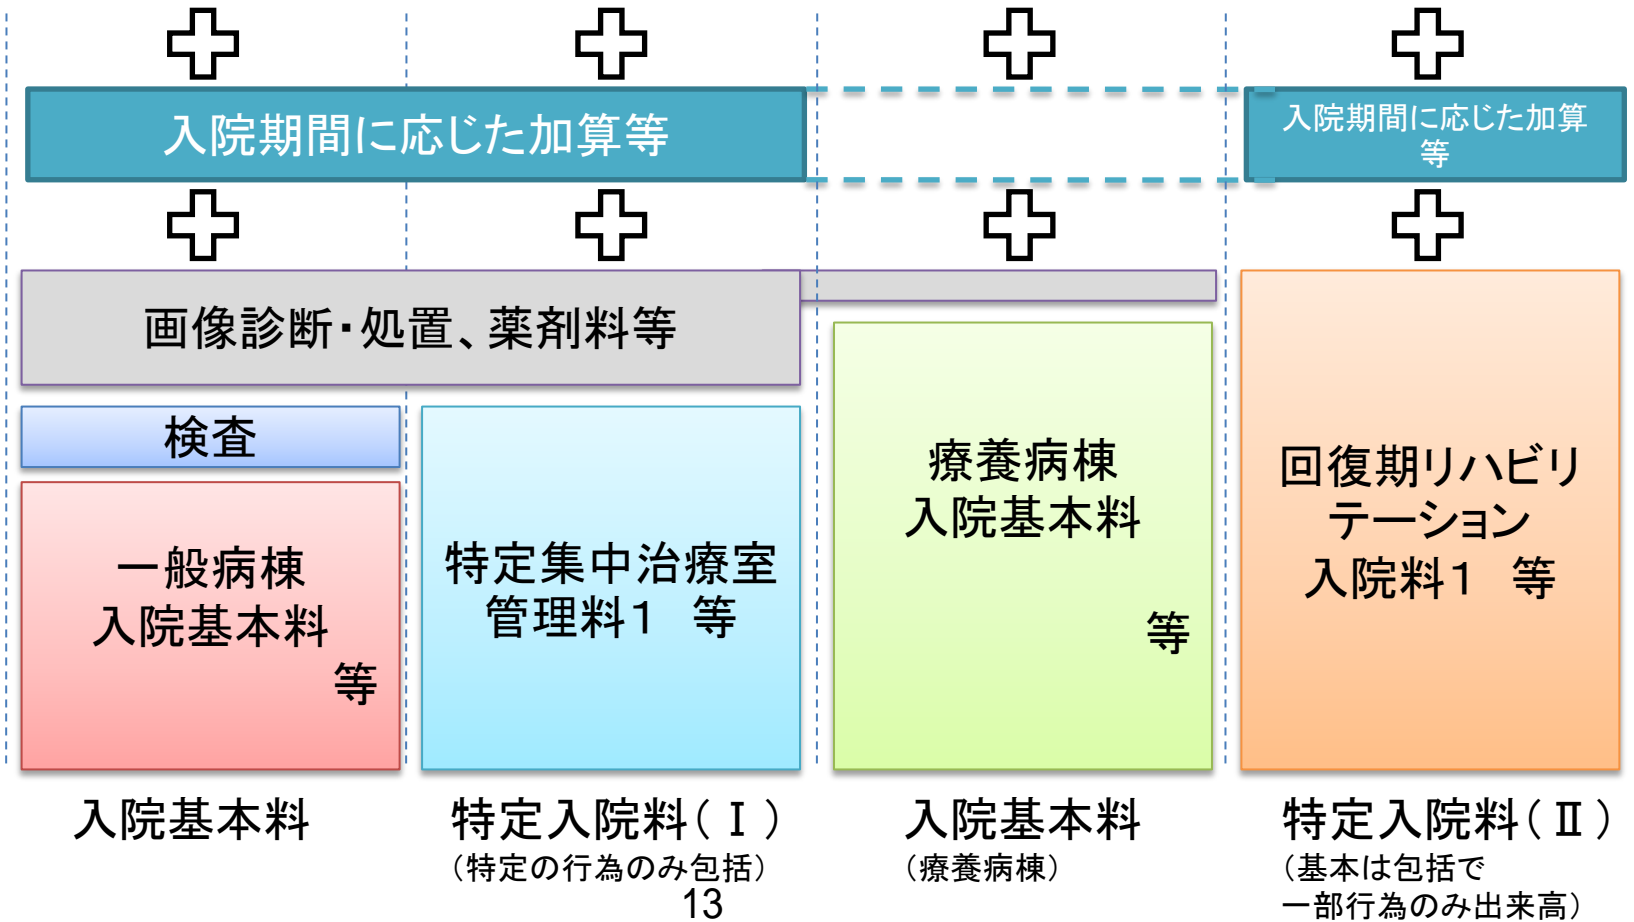 入院期間に応じた加算等
入院期間に応じた加算
等
画像診断・処置、薬剤料等
検査
一般病棟
入院基本料
等
特定集中治療室
管理料１　等
療養病棟
入院基本料
等
回復期リハビリ
テーション
入院料１　等
入院基本料
特定入院料（Ⅰ）
（特定の行為のみ包括）
入院基本料
（療養病棟）
特定入院料（Ⅱ）
（基本は包括で
一部行為のみ出来高）
13